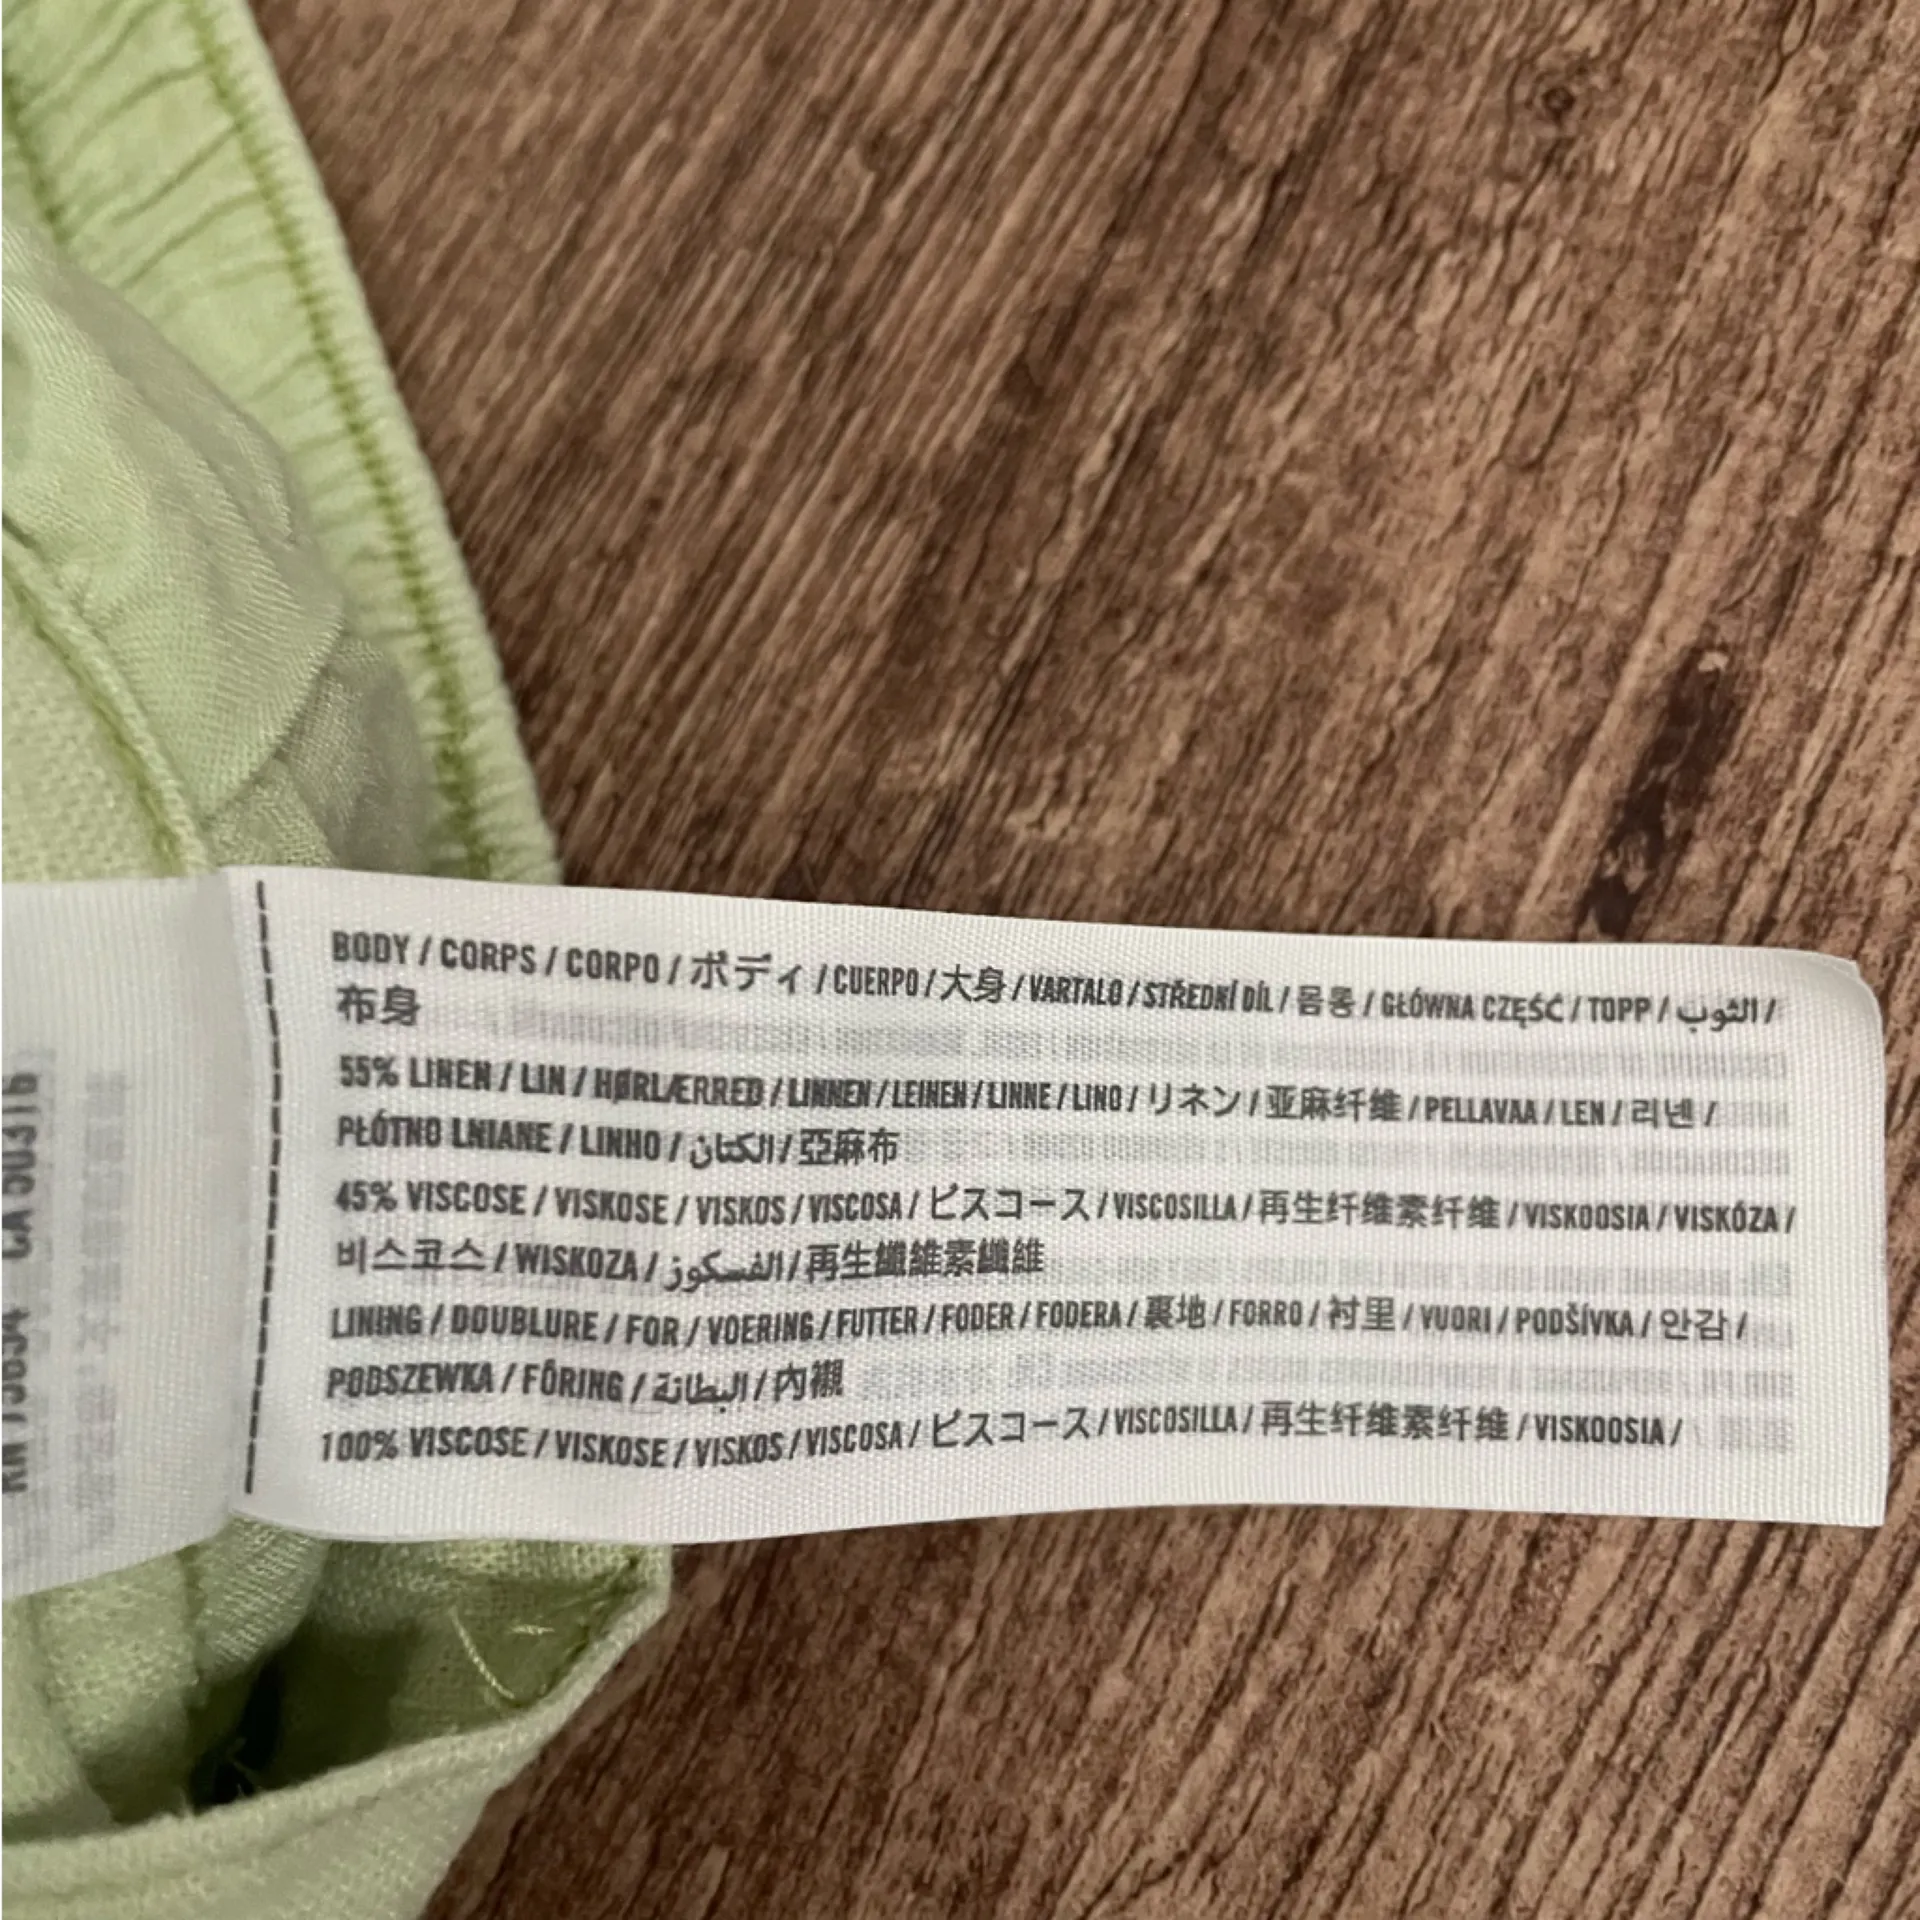 BODY / CORPS / CORPO / ボディ / CUERPO / 大身 / VARTALO / STŘEDNÍ DÍL / 몸통 / GŁÓWNA CZĘŚĆ / TOPP / الثوب /
布身
55% LINEN / LIN / HØRLÆRRED / LINNEN / LEINEN / LINNE / LINO / リネン / 亚麻纤维 / PELLAVAA / LEN / 리넨 /
PŁÓTNO LNIANE / LINHO / الكتان / 亞麻布
45% VISCOSE / VISKOSE / VISKOS / VISCOSA / ビスコース / VISCOSILLA / 再生纤维素纤维 / VISKOOSIA / VISKÓZA /
비스코스 / WISKOZA / الفسكوز / 再生纖維素纖維
LINING / DOUBLURE / FOR / VOERING / FUTTER / FODER / FODERA / 裏地 / FORRO / 衬里 / VUORI / PODŠÍVKA / 안감 /
PODSZEWKA / FÔRING / البطانة / 內襯
100% VISCOSE / VISKOSE / VISKOS / VISCOSA / ビスコース / VISCOSILLA / 再生纤维素纤维 / VISKOOSIA /
CA 50316